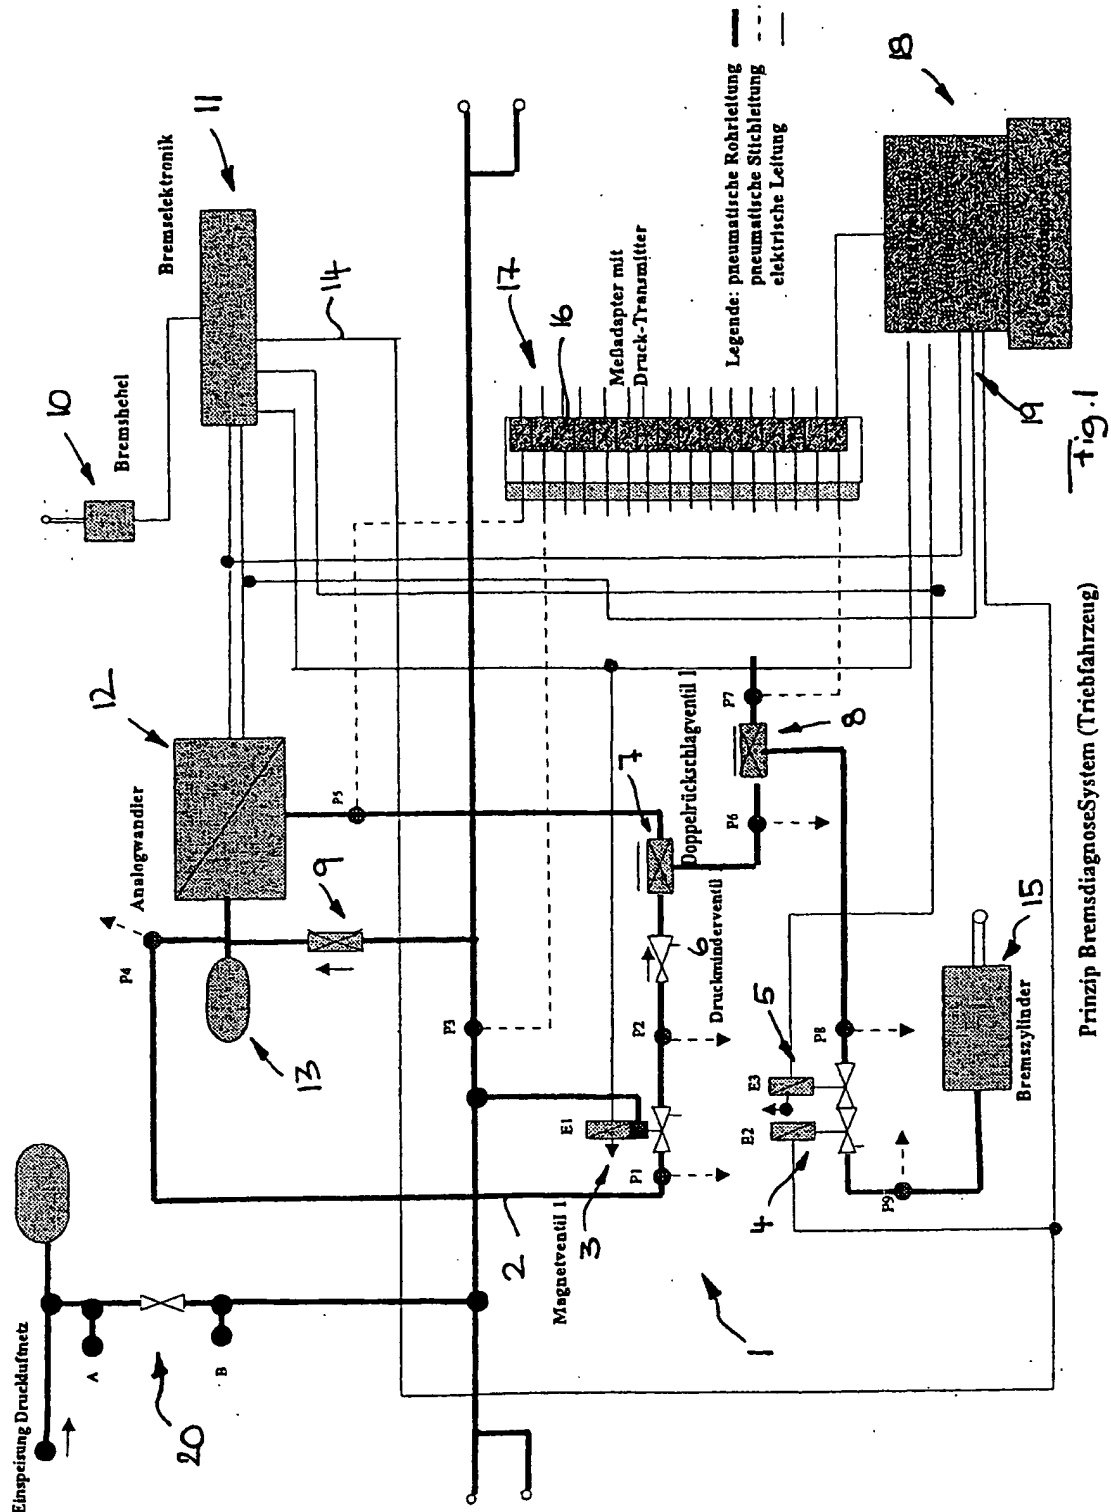 Einspeisung Druckluftnetz
A
B
20
10
Bremshehel
11
Bremselektronik
12
Analogwandler
P4
P5
13
9
14
P3
2
Magnetventil 1
3
E1
P1
P2
6
Druckminderventil 1
7
Doppelrückschlagventil 1
P6
P7
8
17
Meßadapter mit
Druck-Transmitter
16
Legende: pneumatische Rohrleitung
pneumatische Stichleitung
elektrische Leitung
18
19
1
4
E2
5
E3
P8
P9
15
Bremszylinder
Prinzip BremsdiagnoseSystem (Triebfahrzeug)
Fig.1